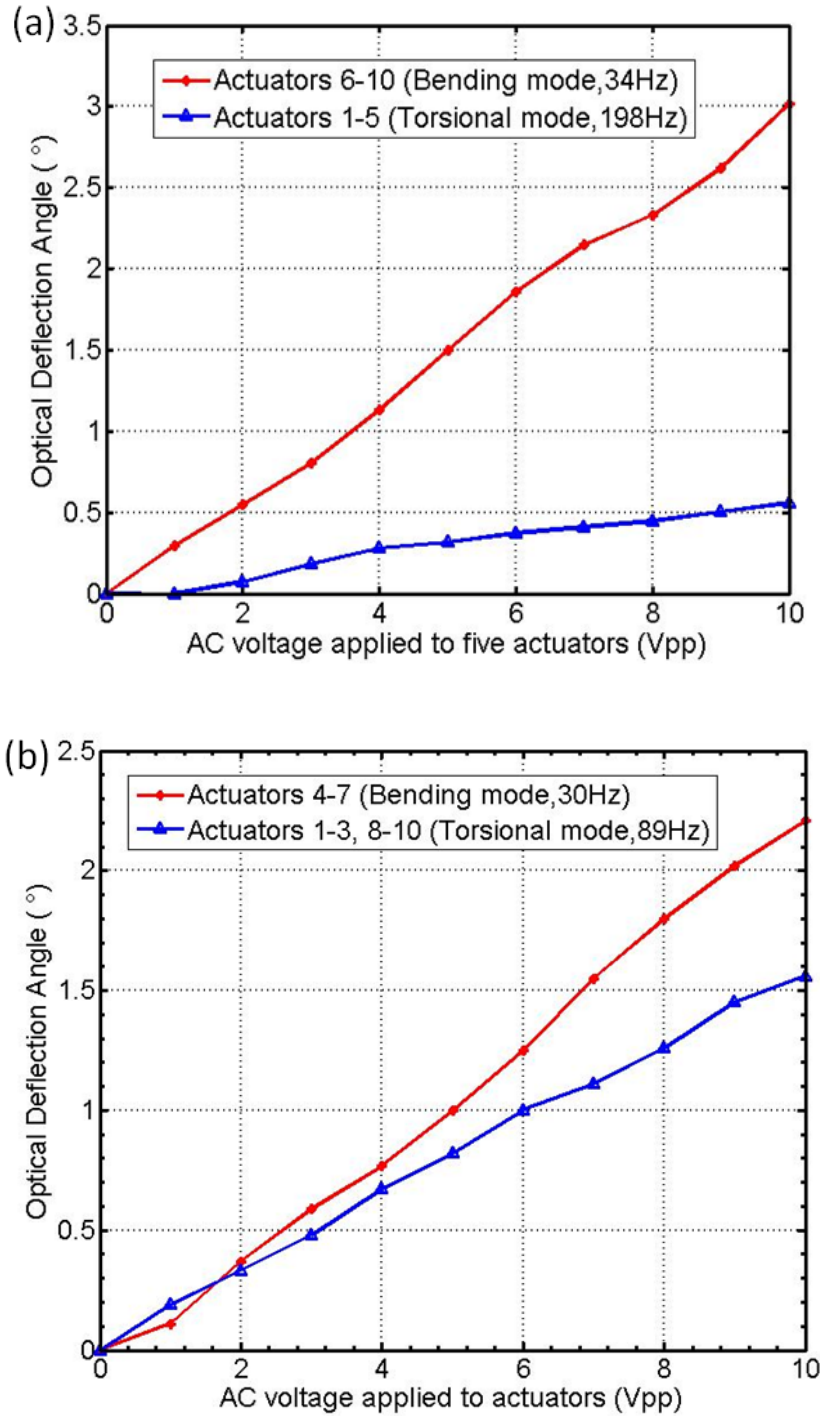 (a)
3.5
Actuators 6-10 (Bending mode,34Hz)
3
Actuators 1-5 (Torsional mode,198Hz)
2.5
2
1.5
1
0.5
0
Optical Deflection Angle (°)
0 2 4 6 8 10
AC voltage applied to five actuators (Vpp)
(b)
2.5
Actuators 4-7 (Bending mode,30Hz)
Actuators 1-3, 8-10 (Torsional mode,89Hz)
2
1.5
1
0.5
0
Optical Deflection Angle (°)
0 2 4 6 8 10
AC voltage applied to actuators (Vpp)